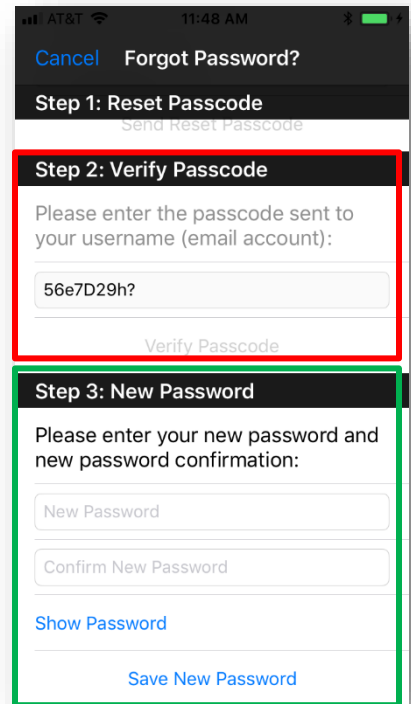 AT&T 11:48 AM
Cancel Forgot Password?
Step 1: Reset Passcode
Send Reset Passcode
Step 2: Verify Passcode
Please enter the passcode sent to
your username (email account):
56e7D29h?
Verify Passcode
Step 3: New Password
Please enter your new password and
new password confirmation:
New Password
Confirm New Password
Show Password
Save New Password